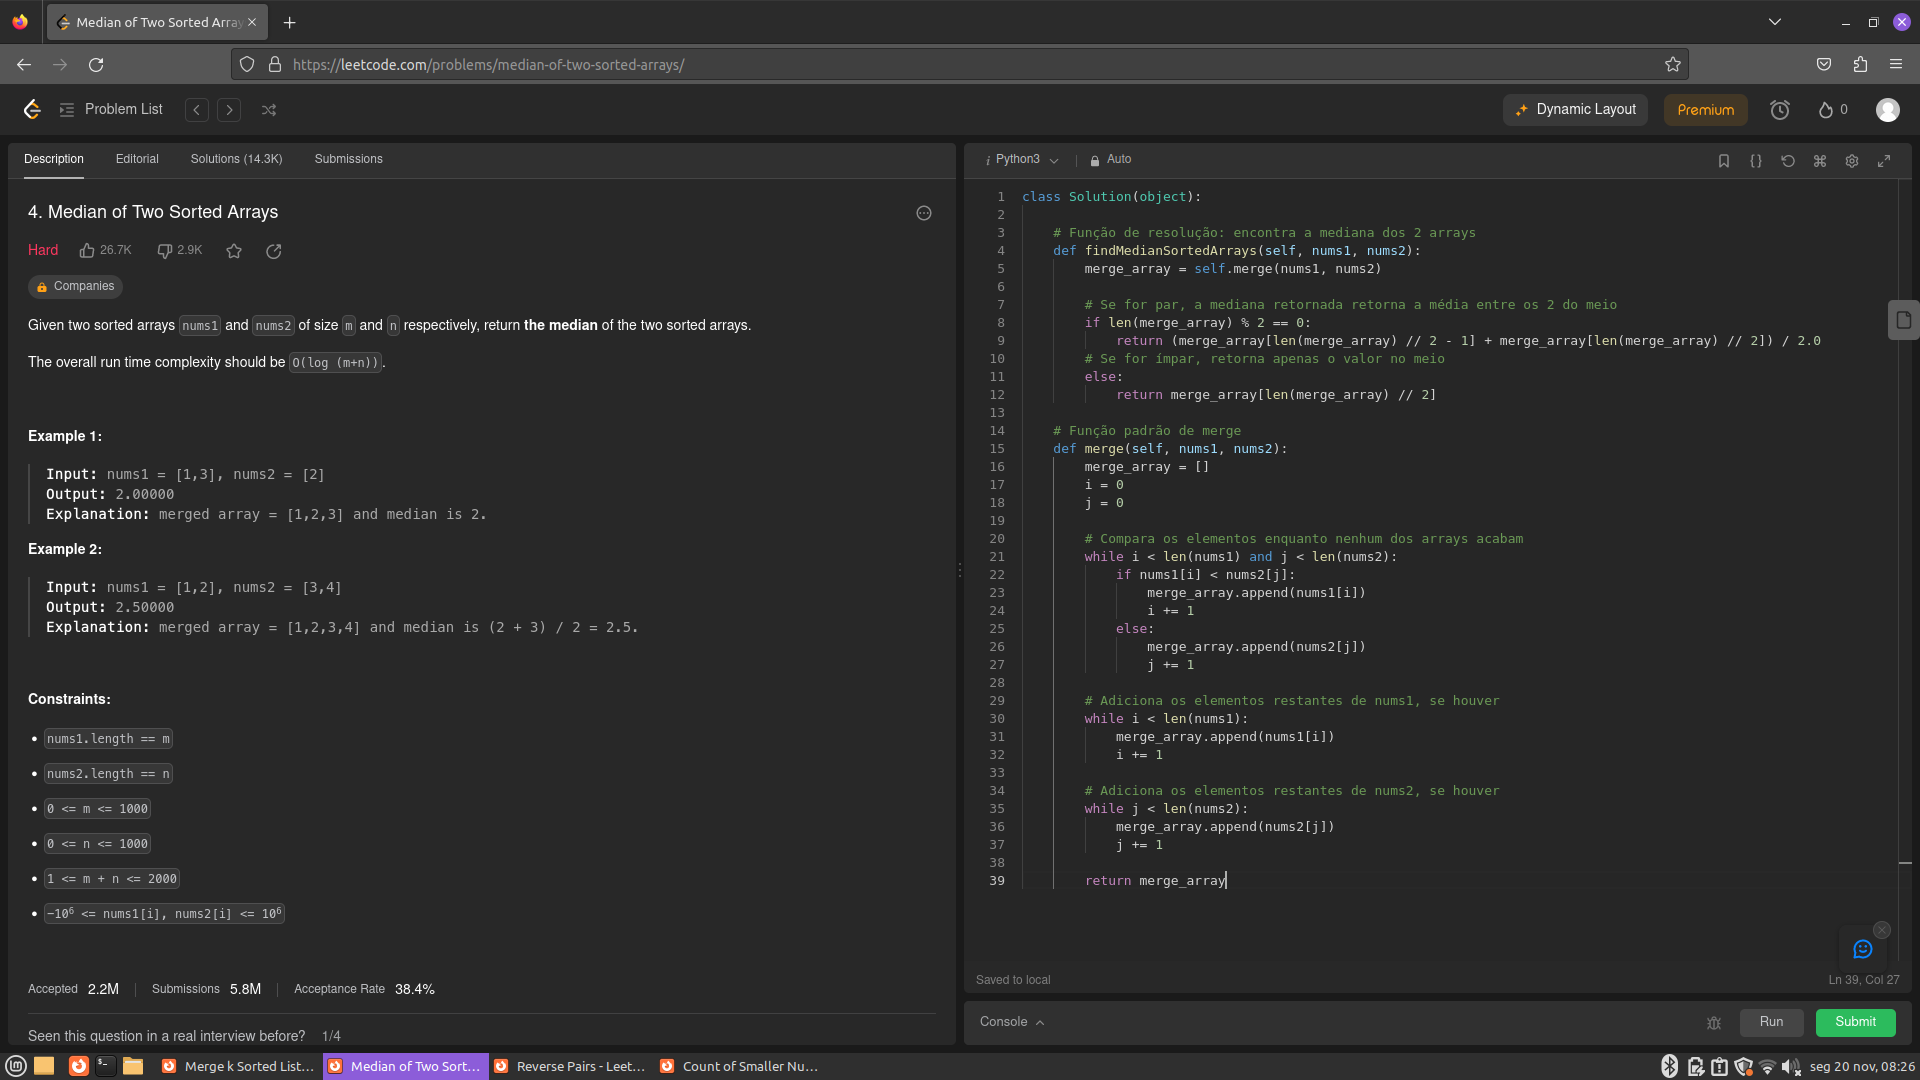 Median of Two Sorted Array
https://leetcode.com/problems/median-of-two-sorted-arrays/
Problem List
Dynamic Layout
Premium
0
Description
Editorial
Solutions (14.3K)
Submissions
4. Median of Two Sorted Arrays
Hard
26.7K
2.9K
Companies
Given two sorted arrays nums1 and nums2 of size m and n respectively, return the median of the two sorted arrays.
The overall run time complexity should be O(log (m+n)).
Example 1:
Input: nums1 = [1,3], nums2 = [2]
Output: 2.00000
Explanation: merged array = [1,2,3] and median is 2.
Example 2:
Input: nums1 = [1,2], nums2 = [3,4]
Output: 2.50000
Explanation: merged array = [1,2,3,4] and median is (2 + 3) / 2 = 2.5.
Constraints:
• nums1.length == m
• nums2.length == n
• 0 <= m <= 1000
• 0 <= n <= 1000
• 1 <= m + n <= 2000
• -10⁶ <= nums1[i], nums2[i] <= 10⁶
Accepted 2.2M
Submissions 5.8M
Acceptance Rate 38.4%
Seen this question in a real interview before? 1/4
i Python3
Auto
1 class Solution(object):
2
3 # Função de resolução: encontra a mediana dos 2 arrays
4 def findMedianSortedArrays(self, nums1, nums2):
5 merge_array = self.merge(nums1, nums2)
6
7 # Se for par, a mediana retornada retorna a média entre os 2 do meio
8 if len(merge_array) % 2 == 0:
9 return (merge_array[len(merge_array) // 2 - 1] + merge_array[len(merge_array) // 2]) / 2.0
10 # Se for ímpar, retorna apenas o valor no meio
11 else:
12 return merge_array[len(merge_array) // 2]
13
14 # Função padrão de merge
15 def merge(self, nums1, nums2):
16 merge_array = []
17 i = 0
18 j = 0
19
20 # Compara os elementos enquanto nenhum dos arrays acabam
21 while i < len(nums1) and j < len(nums2):
22 if nums1[i] < nums2[j]:
23 merge_array.append(nums1[i])
24 i += 1
25 else:
26 merge_array.append(nums2[j])
27 j += 1
28
29 # Adiciona os elementos restantes de nums1, se houver
30 while i < len(nums1):
31 merge_array.append(nums1[i])
32 i += 1
33
34 # Adiciona os elementos restantes de nums2, se houver
35 while j < len(nums2):
36 merge_array.append(nums2[j])
37 j += 1
38
39 return merge_array
Saved to local
Ln 39, Col 27
Console
Run
Submit
Merge k Sorted List...
Median of Two Sort...
Reverse Pairs - Leet...
Count of Smaller Nu...
seg 20 nov, 08:26